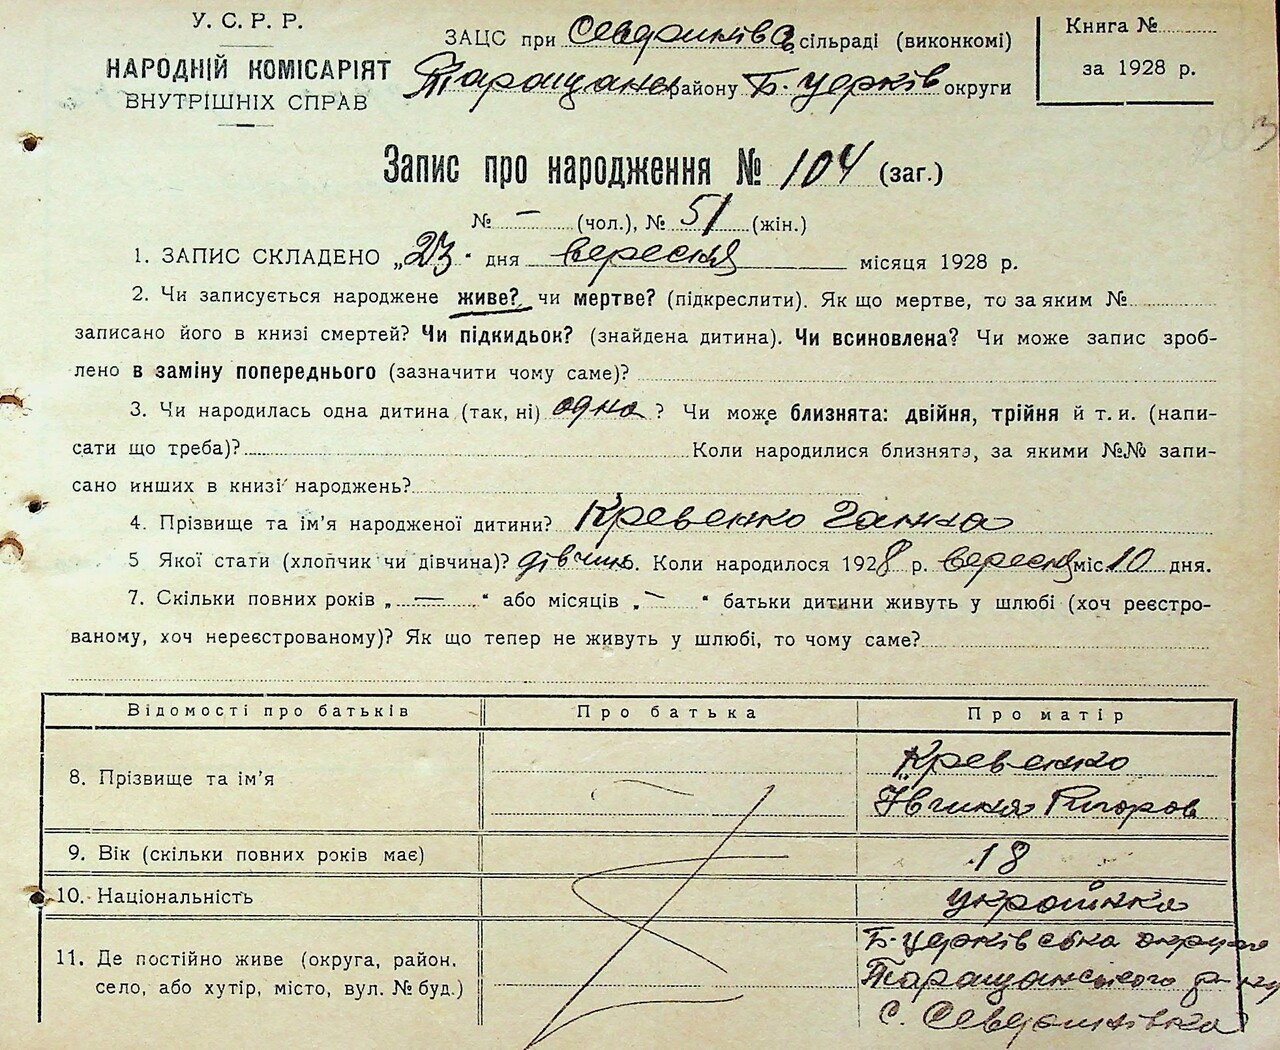 У. С. Р. Р.
НАРОДНІЙ КОМІСАРІЯТ
ВНУТРІШНІХ СПРАВ
ЗАЦС при Северинівс. сільраді (виконкомі)
Таращан. району Б-церків округи
Книга №
за 1928 р.
203
Запис про народження № 104 (заг.)
№ — (чол.), № 51 (жін.)
1. ЗАПИС СКЛАДЕНО „23" дня вересня місяця 1928 р.
2. Чи записується народжене живе? чи мертве? (підкреслити). Як що мертве, то за яким №
записано його в книзі смертей? Чи підкидьок? (знайдена дитина). Чи всиновлена? Чи може запис зроб-
лено в заміну попереднього (зазначити чому саме)?
3. Чи народилась одна дитина (так, ні) одна ? Чи може близнята: двійня, трійня й т. и. (напи-
сати що треба)? Коли народилися близнята, за якими №№ запи-
сано инших в книзі народжень?
4. Прізвище та ім'я народженої дитини? Кревенко Ганна
5 Якої стати (хлопчик чи дівчина)? дівчин. Коли народилося 1928 р. вересня міс 10 дня.
7. Скільки повних років „ — " або місяців „ — " батьки дитини живуть у шлюбі (хоч реєстро-
ваному, хоч нереєстрованому)? Як що тепер не живуть у шлюбі, то чому саме?
Відомості про батьків Про батька Про матір
8. Прізвище та ім'я Кревенко
Ївгиня Григоров
9. Вік (скільки повних років має) 18
10. Національність українка
11. Де постійно живе (округа, район, Б-церківська округа
село, або хутір, місто, вул. № буд.) Таращанського р-ну
с. Северинівка